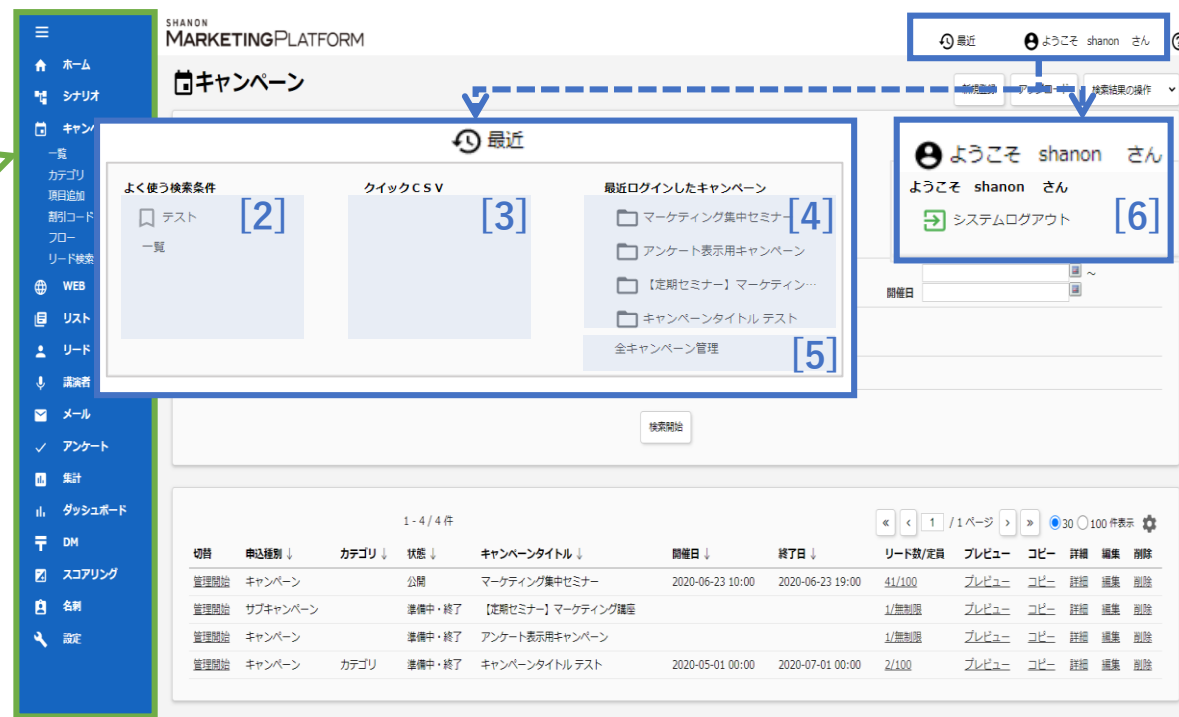 SHANON
MARKETINGPLATFORM
最近
ようこそ shanon さん
ホーム
シナリオ
キャンペ
一覧
カテゴリ
項目追加
割引コード
フロー
リード検索
WEB
リスト
リード
講演者
メール
アンケート
集計
ダッシュボード
DM
スコアリング
名刺
設定
キャンペーン
新規登録
アップロード
検索結果の操作
最近
よく使う検索条件
テスト
一覧
[2]
クイックCSV
[3]
最近ログインしたキャンペーン
マーケティング集中セミナー
[4]
アンケート表示用キャンペーン
【定期セミナー】マーケティン…
キャンペーンタイトル テスト
全キャンペーン管理
[5]
ようこそ shanon さん
ようこそ shanon さん
システムログアウト
[6]
開催日
～
検索開始
1 - 4 / 4 件
« ‹ 1 / 1 ページ › » 30 100 件表示
切替 申込種別↓ カテゴリ↓ 状態↓ キャンペーンタイトル↓ 開催日↓ 終了日↓ リード数/定員 プレビュー コピー 詳細 編集 削除
管理開始 キャンペーン 公開 マーケティング集中セミナー 2020-06-23 10:00 2020-06-23 19:00 41/100 プレビュー コピー 詳細 編集 削除
管理開始 サブキャンペーン 準備中・終了 【定期セミナー】マーケティング講座 1/無制限 プレビュー コピー 詳細 編集 削除
管理開始 キャンペーン 準備中・終了 アンケート表示用キャンペーン 1/無制限 プレビュー コピー 詳細 編集 削除
管理開始 キャンペーン カテゴリ 準備中・終了 キャンペーンタイトル テスト 2020-05-01 00:00 2020-07-01 00:00 2/100 プレビュー コピー 詳細 編集 削除